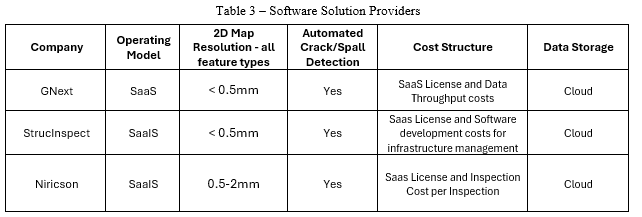 Table 3 – Software Solution Providers
Company
Operating
Model
2D Map
Resolution - all
feature types
Automated
Crack/Spall
Detection
Cost Structure
Data Storage
GNext
SaaS
< 0.5mm
Yes
SaaS License and Data
Throughput costs
Cloud
StrucInspect
SaaIS
< 0.5mm
Yes
Saas License and Software
development costs for
infrastructure management
Cloud
Niricson
SaaIS
0.5-2mm
Yes
Saas License and Inspection
Cost per Inspection
Cloud